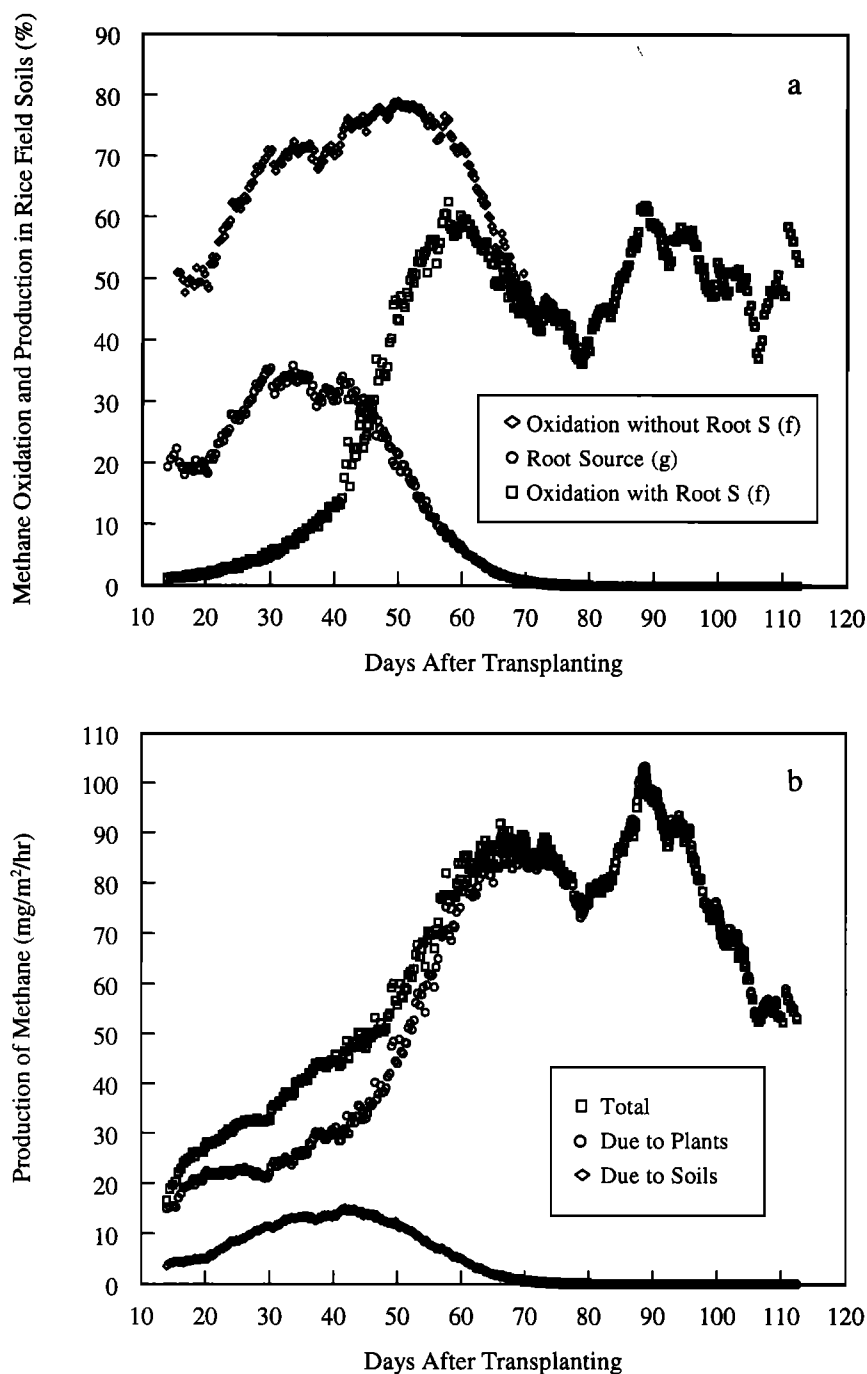 Methane Oxidation and Production in Rice Field Soils (%)
90
80
70
60
50
40
30
20
10
0
a
◇ Oxidation without Root S (f)
○ Root Source (g)
□ Oxidation with Root S (f)
10 20 30 40 50 60 70 80 90 100 110 120
Days After Transplanting
Production of Methane (mg/m²/hr)
110
100
90
80
70
60
50
40
30
20
10
0
b
□ Total
○ Due to Plants
◇ Due to Soils
10 20 30 40 50 60 70 80 90 100 110 120
Days After Transplanting